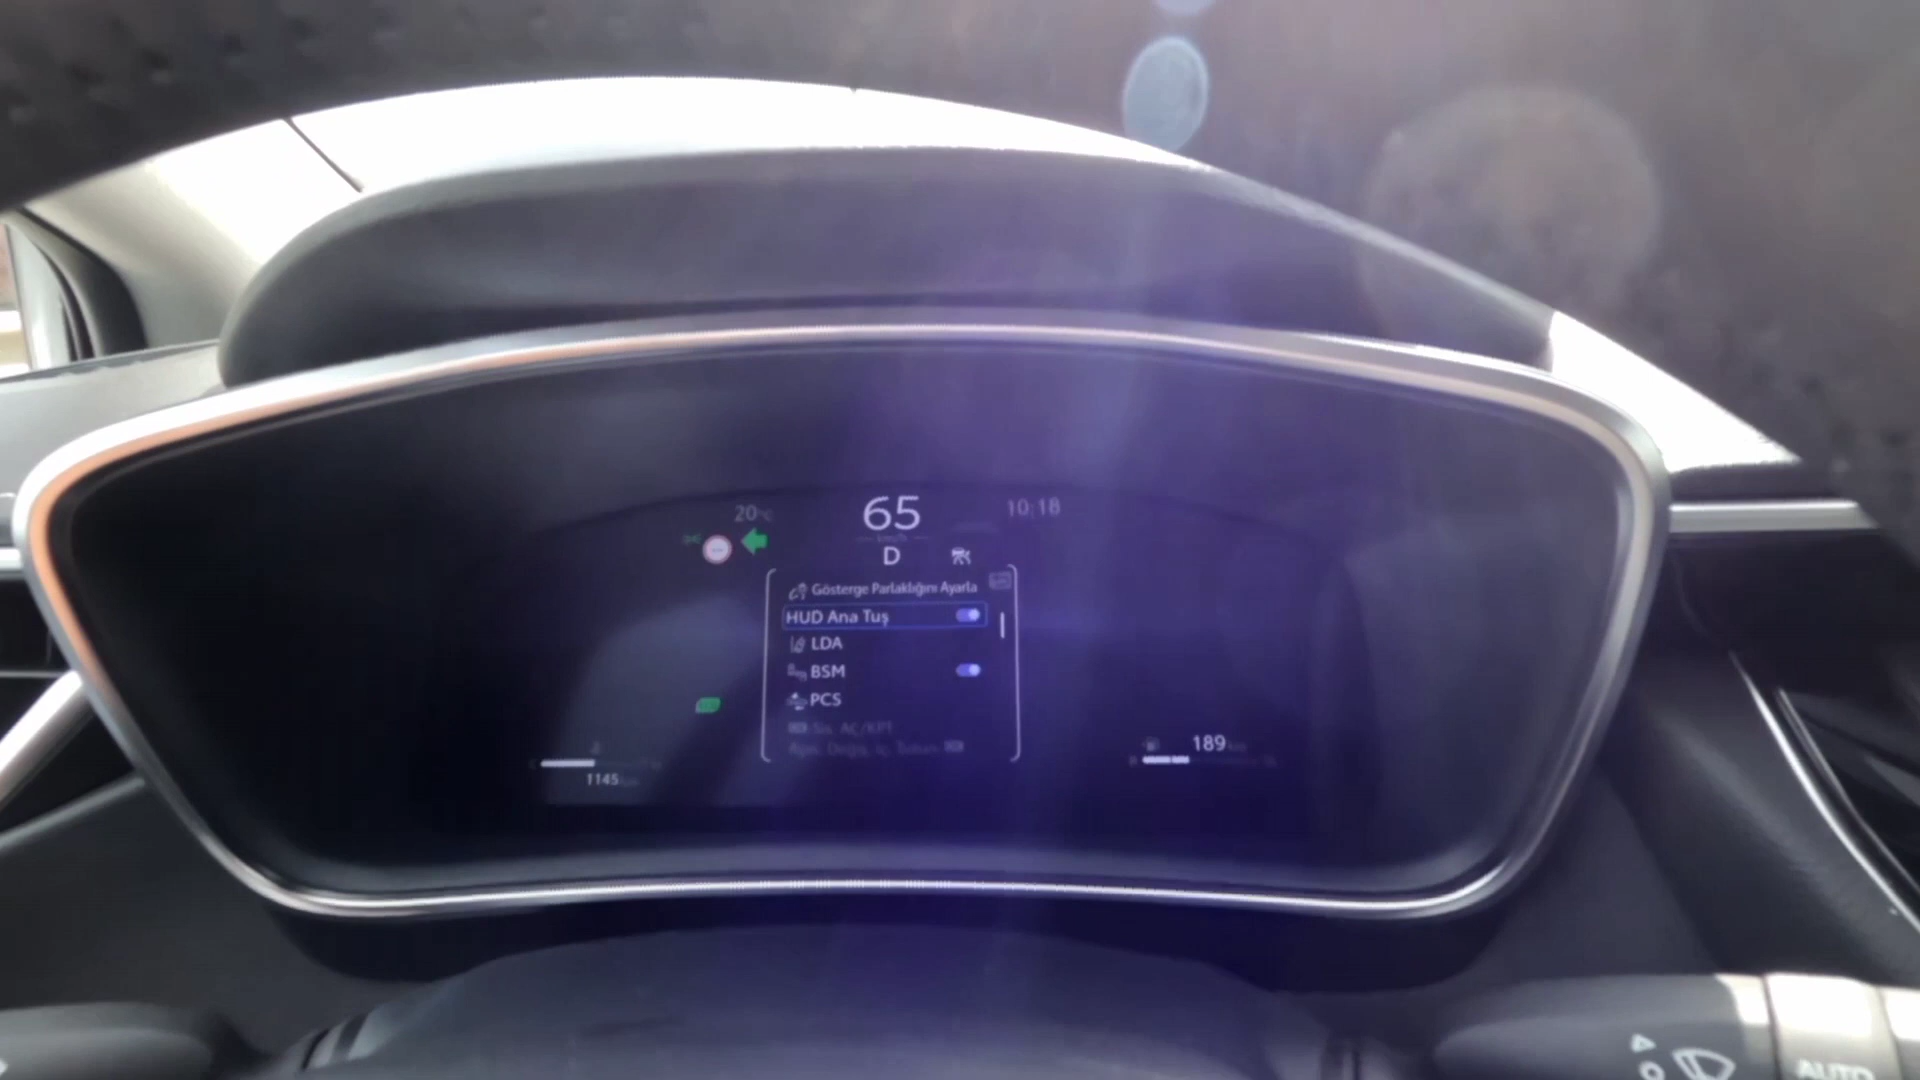 20°C
65
10:18
km/h
D
Gösterge Parlaklığını Ayarla
HUD Ana Tuş
LDA
BSM
PCS
189
1145
AUTO